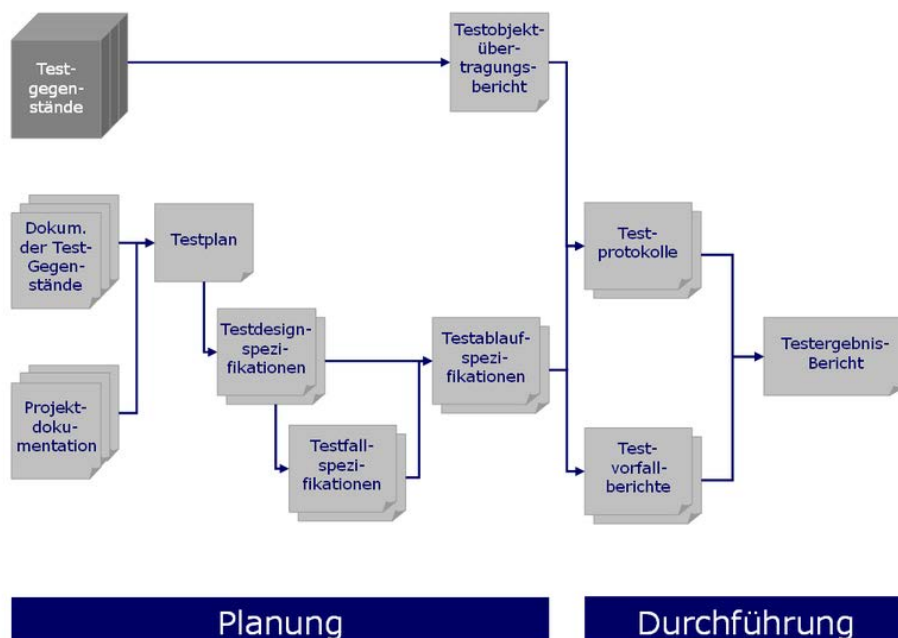 Test-
gegen-
stände
Testobjekt-
über-
tragungs-
bericht
Dokum.
der Test-
Gegen-
stände
Testplan
Test-
protokolle
Testdesign-
spezi-
fikationen
Testablauf-
spezi-
fikationen
Testergebnis-
Bericht
Projekt-
doku-
mentation
Testfall-
spezi-
fikationen
Test-
vorfall-
berichte
Planung
Durchführung